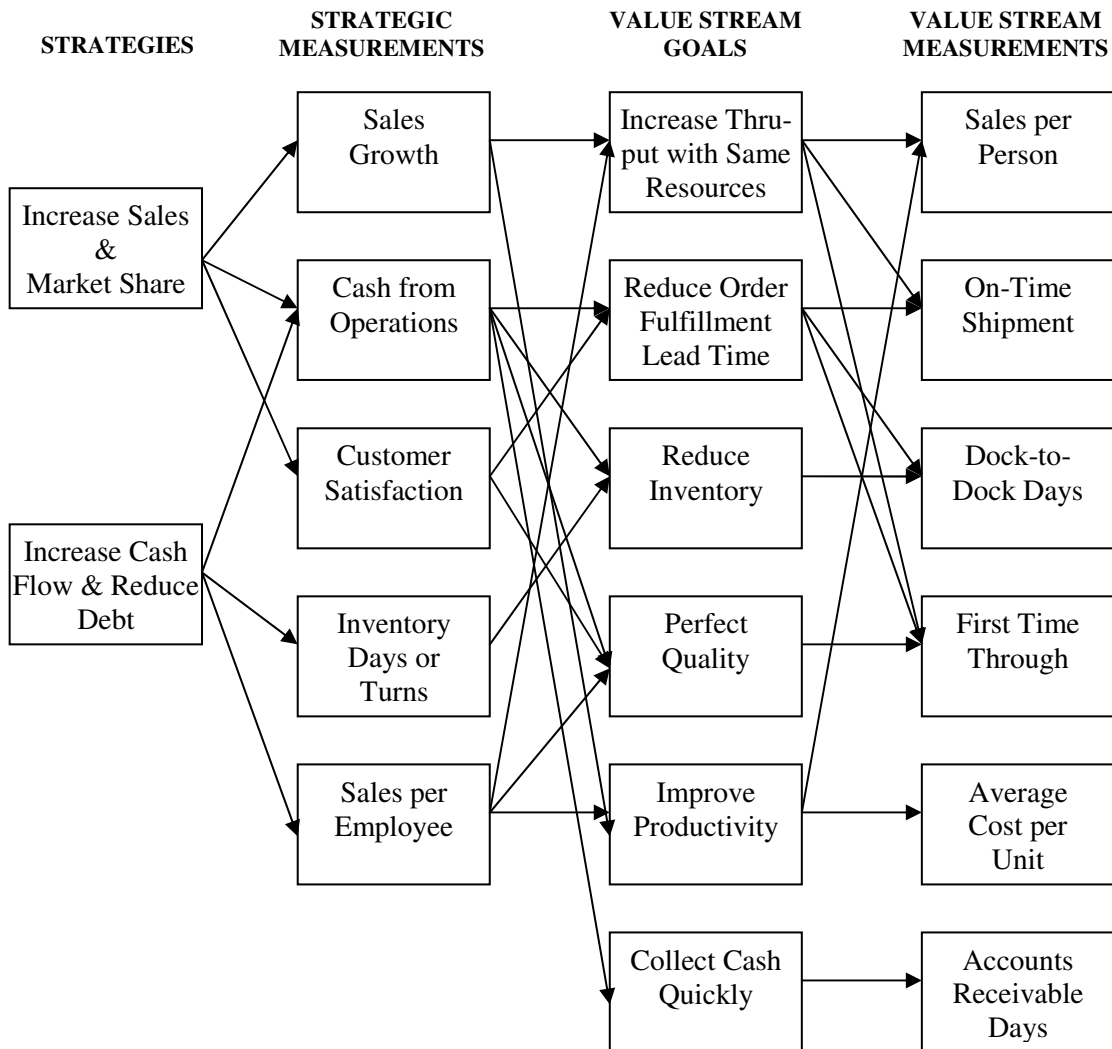 STRATEGIES
STRATEGIC
MEASUREMENTS
VALUE STREAM
GOALS
VALUE STREAM
MEASUREMENTS
Increase Sales
&
Market Share
Increase Cash
Flow & Reduce
Debt
Sales
Growth
Cash from
Operations
Customer
Satisfaction
Inventory
Days or
Turns
Sales per
Employee
Increase Thru-
put with Same
Resources
Reduce Order
Fulfillment
Lead Time
Reduce
Inventory
Perfect
Quality
Improve
Productivity
Collect Cash
Quickly
Sales per
Person
On-Time
Shipment
Dock-to-
Dock Days
First Time
Through
Average
Cost per
Unit
Accounts
Receivable
Days